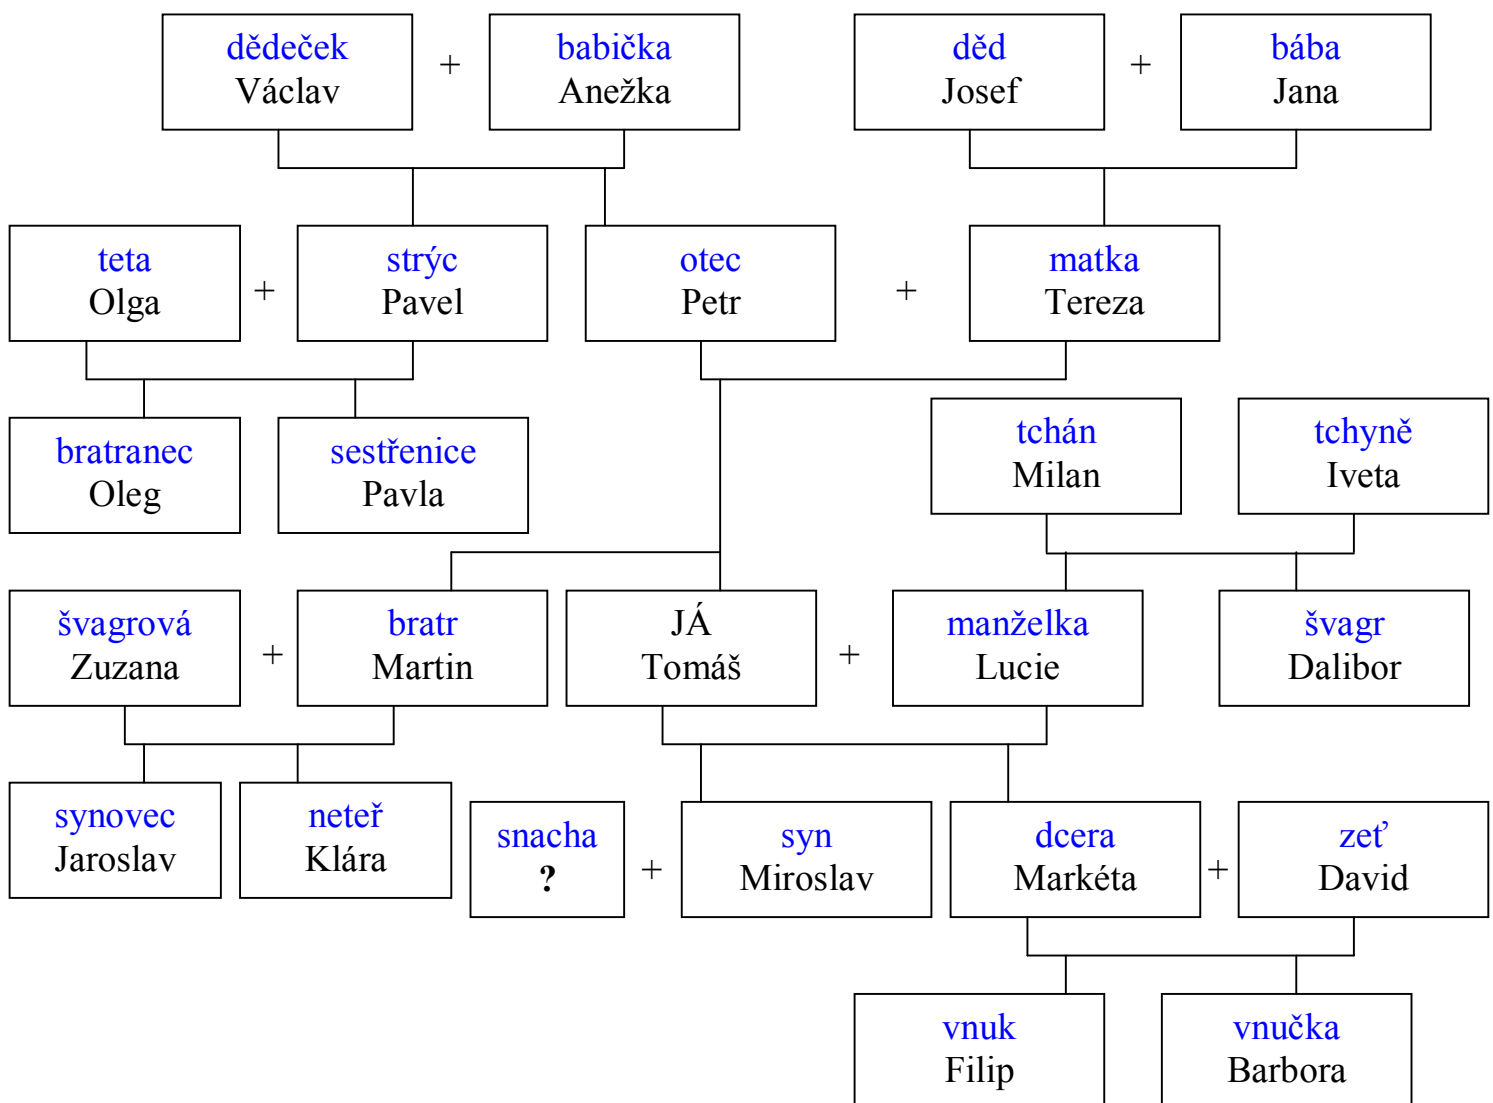 dědeček
Václav
+
babička
Anežka
děd
Josef
+
bába
Jana
teta
Olga
+
strýc
Pavel
otec
Petr
+
matka
Tereza
bratranec
Oleg
sestřenice
Pavla
tchán
Milan
tchyně
Iveta
švagrová
Zuzana
+
bratr
Martin
JÁ
Tomáš
+
manželka
Lucie
švagr
Dalibor
synovec
Jaroslav
neteř
Klára
snacha
?
+
syn
Miroslav
dcera
Markéta
+
zeť
David
vnuk
Filip
vnučka
Barbora